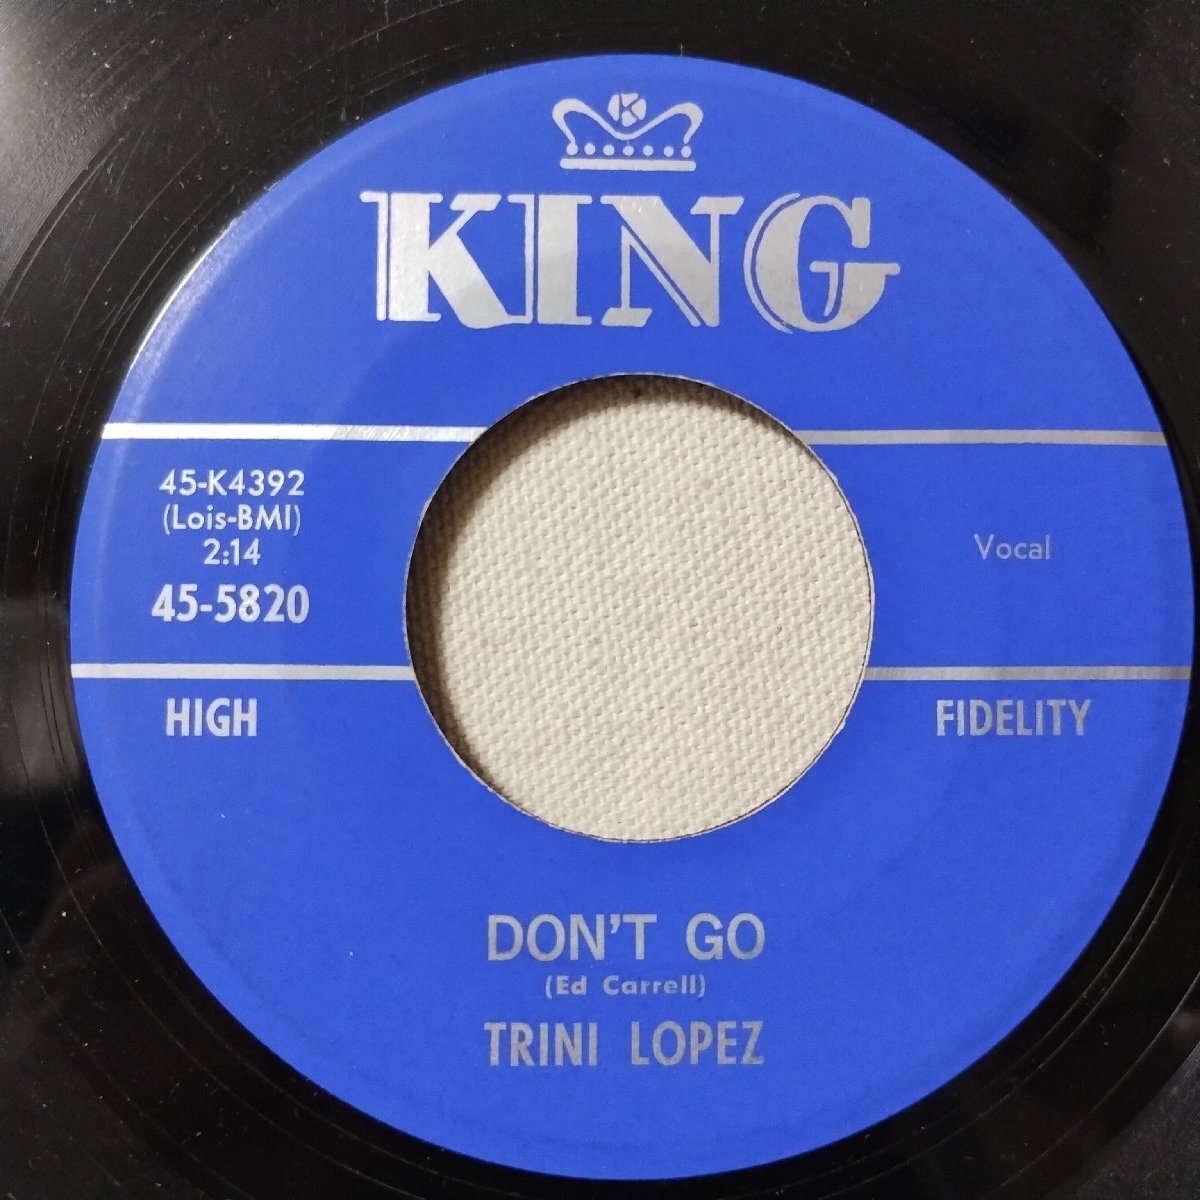 K
KING
45-K4392
(Lois-BMI)
2:14
45-5820
Vocal
HIGH
FIDELITY
DON'T GO
(Ed Carrell)
TRINI LOPEZ